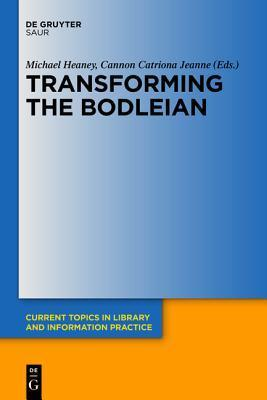 DE GRUYTER
SAUR
Michael Heaney, Cannon Catriona Jeanne (Eds.)
TRANSFORMING
THE BODLEIAN
CURRENT TOPICS IN LIBRARY
AND INFORMATION PRACTICE
DE
G